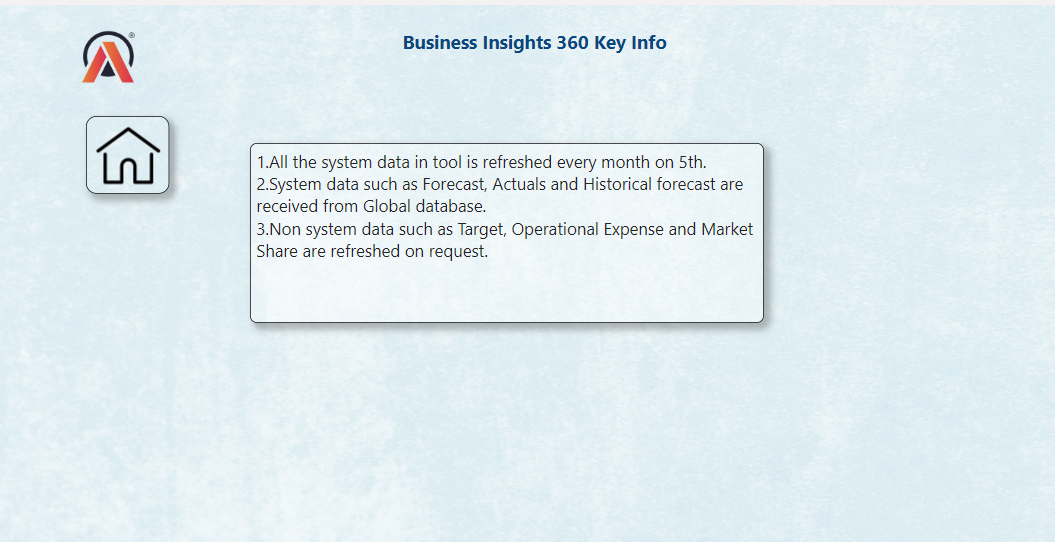 Business Insights 360 Key Info
1.All the system data in tool is refreshed every month on 5th.
2.System data such as Forecast, Actuals and Historical forecast are
received from Global database.
3.Non system data such as Target, Operational Expense and Market
Share are refreshed on request.